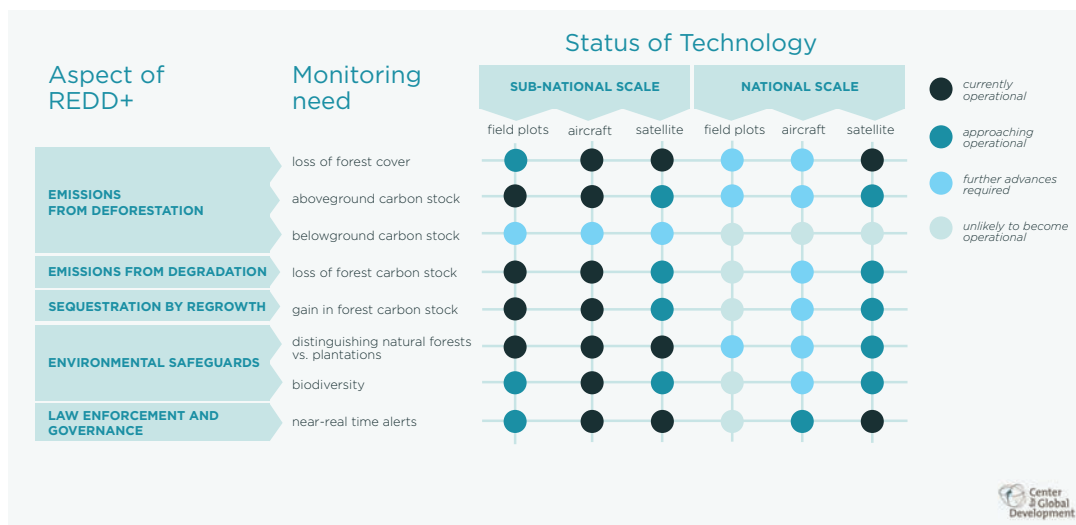 Status of Technology
Aspect of
REDD+
Monitoring
need
SUB-NATIONAL SCALE
NATIONAL SCALE
field plots
aircraft
satellite
field plots
aircraft
satellite
currently
operational
approaching
operational
further advances
required
unlikely to become
operational
EMISSIONS
FROM DEFORESTATION
loss of forest cover
aboveground carbon stock
belowground carbon stock
EMISSIONS FROM DEGRADATION
loss of forest carbon stock
SEQUESTRATION BY REGROWTH
gain in forest carbon stock
ENVIRONMENTAL SAFEGUARDS
distinguishing natural forests
vs. plantations
biodiversity
LAW ENFORCEMENT AND
GOVERNANCE
near-real time alerts
Center
for Global
Development